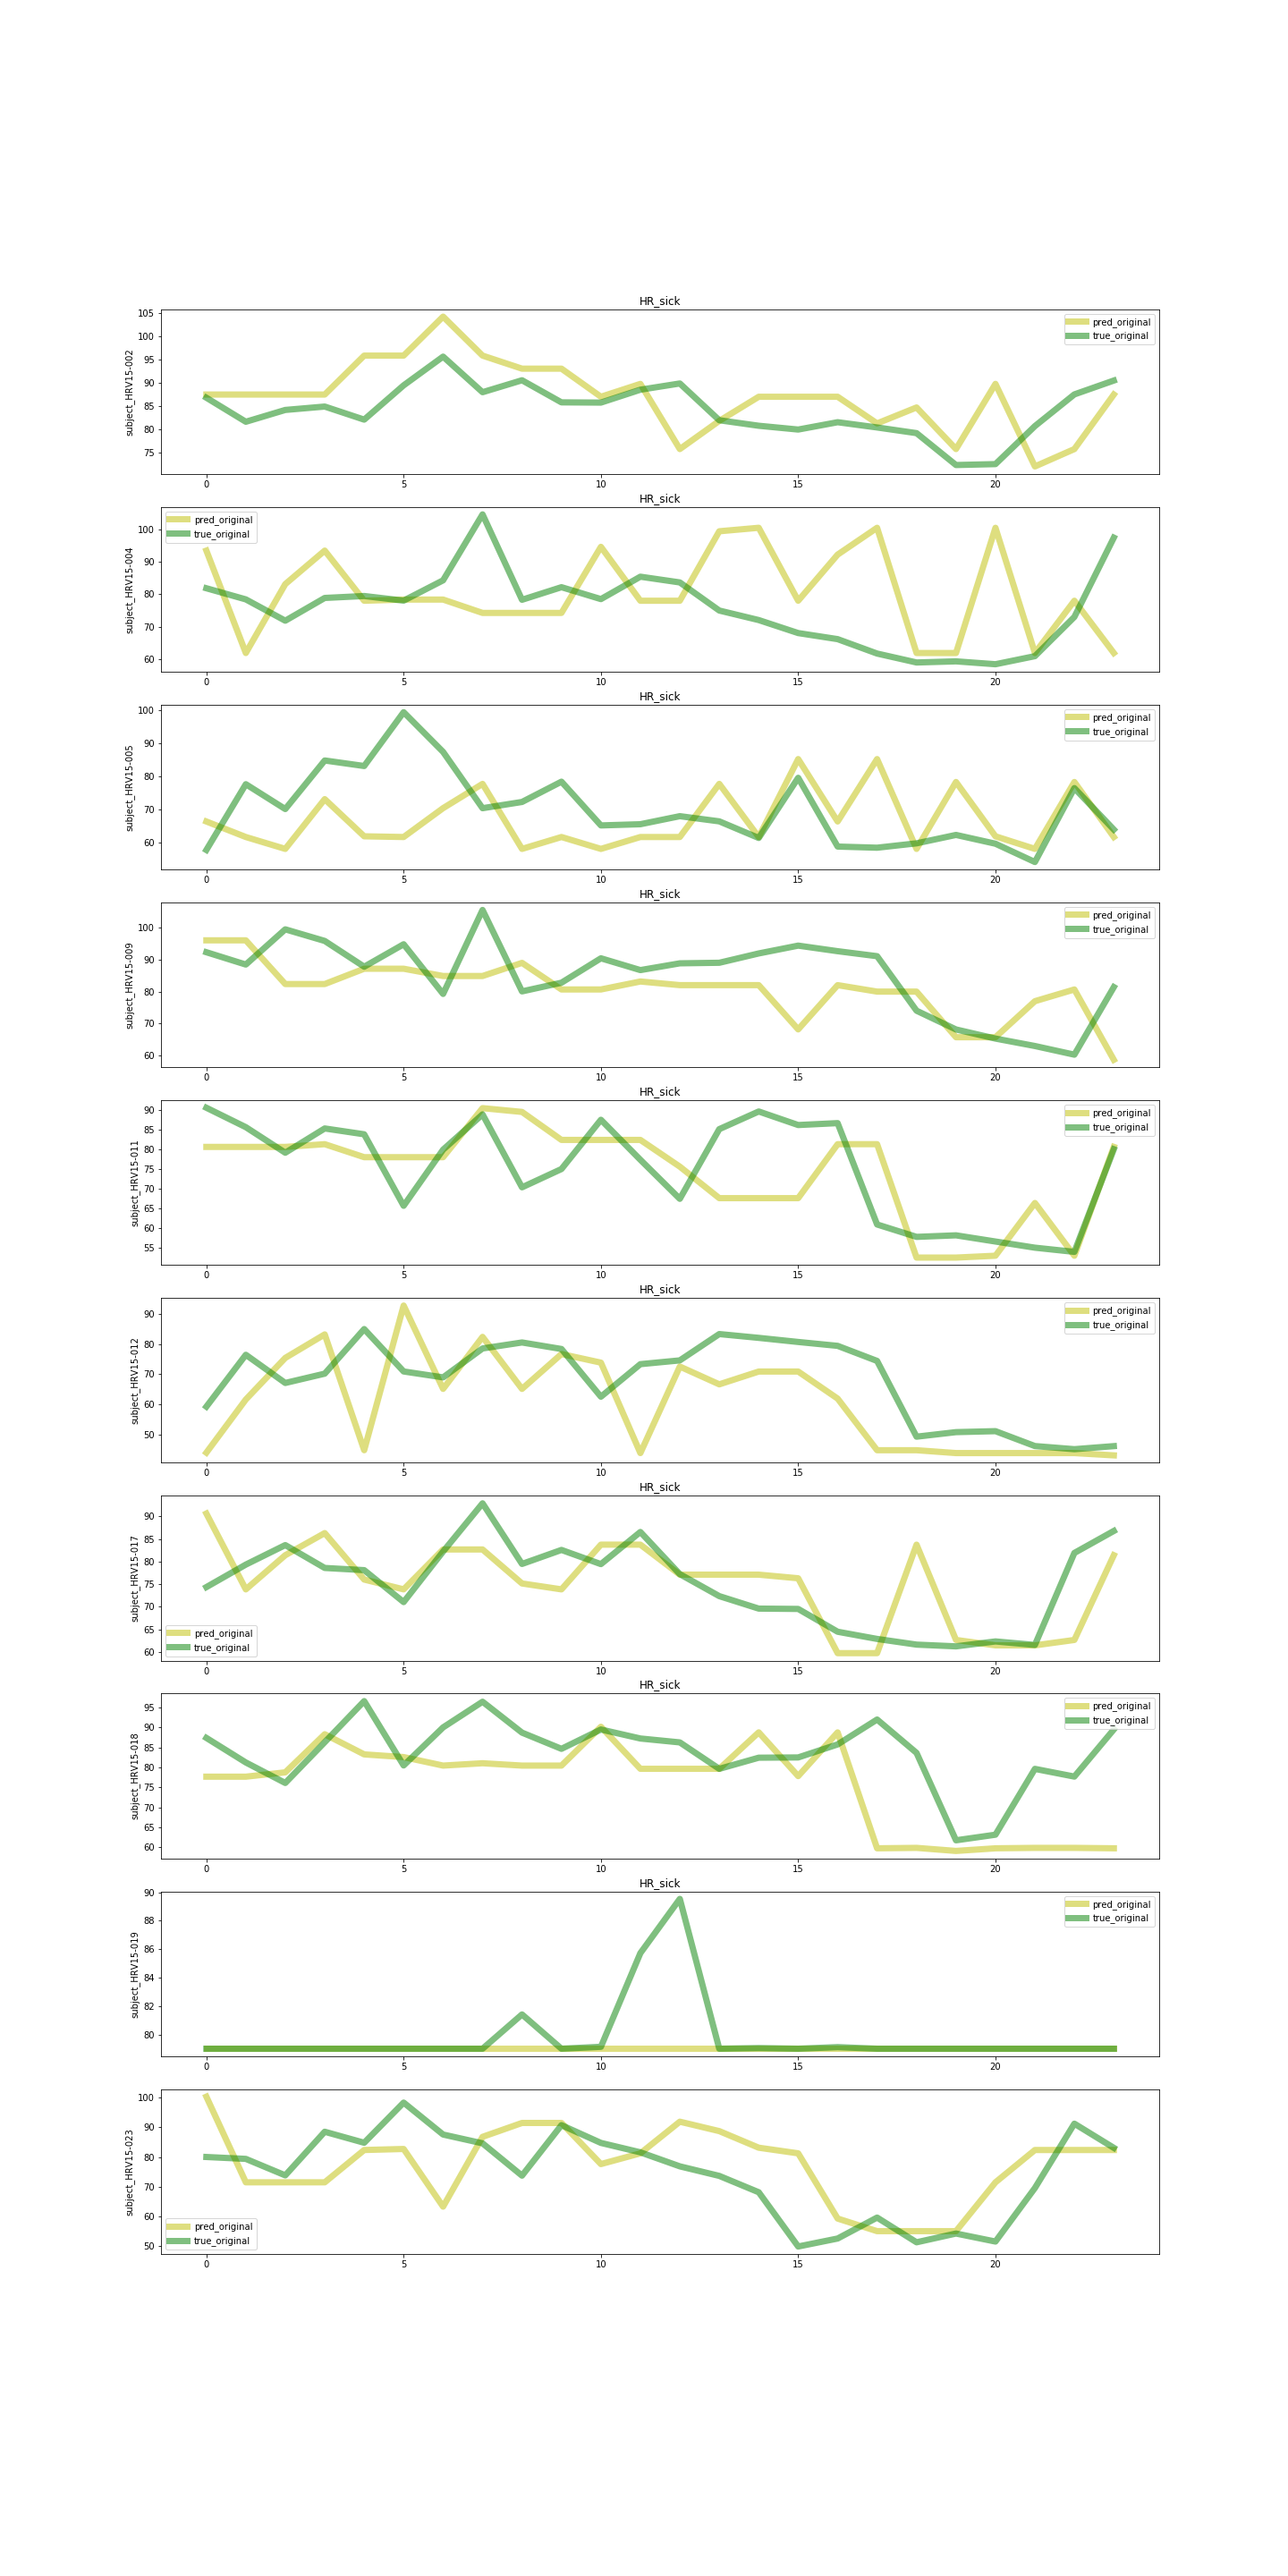 HR_sick
105
100
95
90
85
80
75
subject_HRV15-002
pred_original
true_original
0 5 10 15 20
HR_sick
100
90
80
70
60
subject_HRV15-004
pred_original
true_original
0 5 10 15 20
HR_sick
100
90
80
70
60
subject_HRV15-005
pred_original
true_original
0 5 10 15 20
HR_sick
100
90
80
70
60
subject_HRV15-009
pred_original
true_original
0 5 10 15 20
HR_sick
90
85
80
75
70
65
60
55
subject_HRV15-011
pred_original
true_original
0 5 10 15 20
HR_sick
90
80
70
60
50
subject_HRV15-012
pred_original
true_original
0 5 10 15 20
HR_sick
90
85
80
75
70
65
60
subject_HRV15-017
pred_original
true_original
0 5 10 15 20
HR_sick
95
90
85
80
75
70
65
60
subject_HRV15-018
pred_original
true_original
0 5 10 15 20
HR_sick
90
88
86
84
82
80
subject_HRV15-019
pred_original
true_original
0 5 10 15 20
100
90
80
70
60
50
subject_HRV15-023
pred_original
true_original
0 5 10 15 20